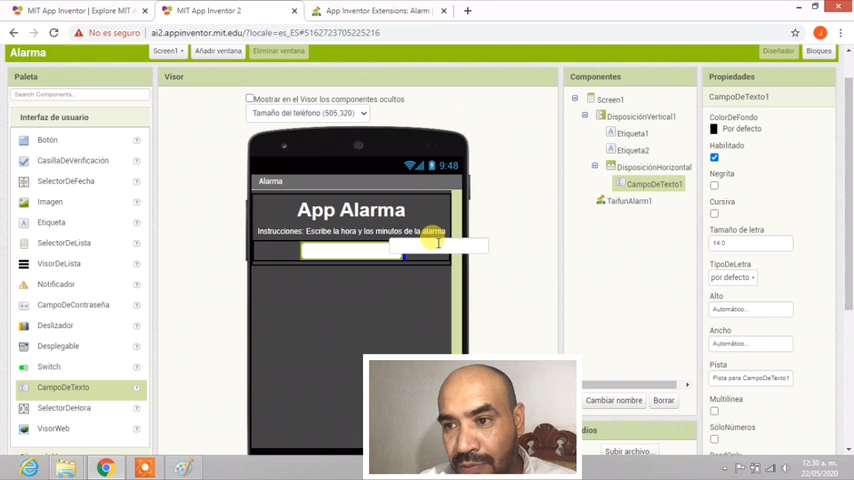 MIT App Inventor | Explore MIT A
MIT App Inventor 2
App Inventor Extensions: Alarm |
No es seguro | ai2.appinventor.mit.edu/?locale=es_ES#5162723705225216
Alarma
Screen1
Añadir ventana
Eliminar ventana
Diseñador
Bloques
Paleta
Search Components...
Interfaz de usuario
Botón
CasillaDeVerificación
SelectorDeFecha
Imagen
Etiqueta
SelectorDeLista
VisorDeLista
Notificador
CampoDeContraseña
Deslizador
Desplegable
Switch
CampoDeTexto
SelectorDeHora
VisorWeb
Visor
Mostrar en el Visor los componentes ocultos
Tamaño del teléfono (505,320)
9:48
Alarma
App Alarma
Instrucciones: Escribe la hora y los minutos de la alarma
Componentes
Screen1
DisposiciónVertical1
Etiqueta1
Etiqueta2
DisposiciónHorizontal
CampoDeTexto1
TaifunAlarm1
Cambiar nombre
Borrar
Subir archivo...
Propiedades
CampoDeTexto1
ColorDeFondo
Por defecto
Habilitado
Negrita
Cursiva
Tamaño de letra
14.0
TipoDeLetra
por defecto
Alto
Automático...
Ancho
Automático...
Pista
Pista para CampoDeTexto1
Multilínea
SóloNúmeros
12:30 a. m.
22/05/2020